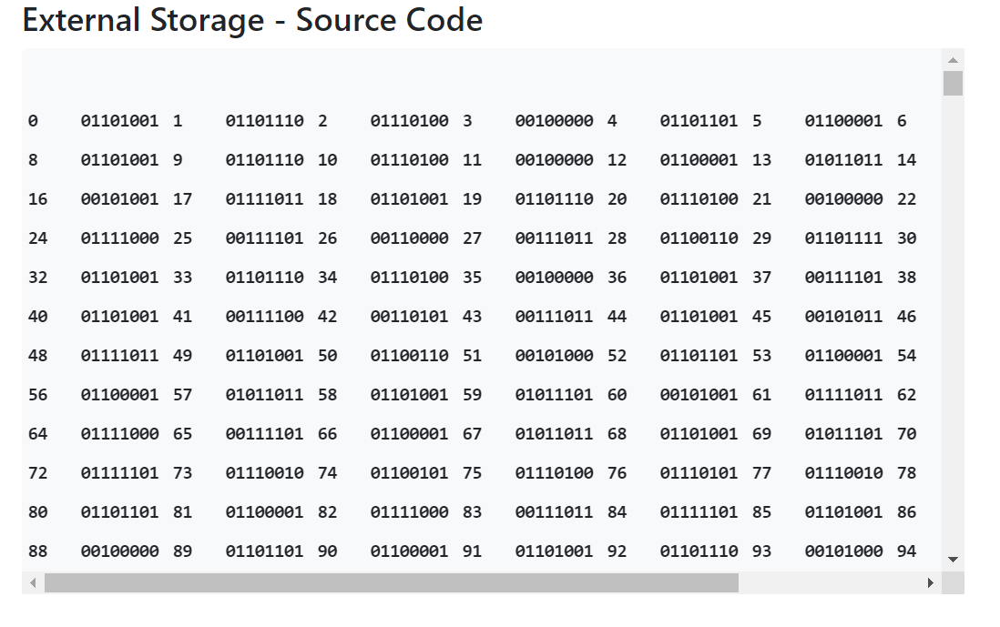 External Storage - Source Code
0 01101001 1 01101110 2 01110100 3 00100000 4 01101101 5 01100001 6
8 01101001 9 01101110 10 01110100 11 00100000 12 01100001 13 01011011 14
16 00101001 17 01111011 18 01101001 19 01101110 20 01110100 21 00100000 22
24 01111000 25 00111101 26 00110000 27 00111011 28 01100110 29 01101111 30
32 01101001 33 01101110 34 01110100 35 00100000 36 01101001 37 00111101 38
40 01101001 41 00111100 42 00110101 43 00111011 44 01101001 45 00101011 46
48 01111011 49 01101001 50 01100110 51 00101000 52 01101101 53 01100001 54
56 01100001 57 01011011 58 01101001 59 01011101 60 00101001 61 01111011 62
64 01111000 65 00111101 66 01100001 67 01011011 68 01101001 69 01011101 70
72 01111101 73 01110010 74 01100101 75 01110100 76 01110101 77 01110010 78
80 01101101 81 01100001 82 01111000 83 00111011 84 01111101 85 01101001 86
88 00100000 89 01101101 90 01100001 91 01101001 92 01101110 93 00101000 94